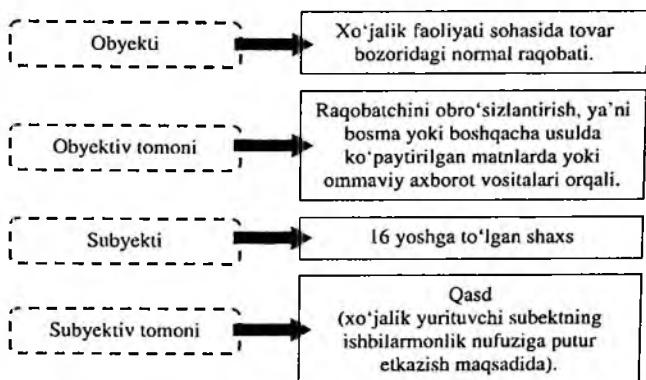 Obyekti
Xo‘jalik faoliyati sohasida tovar
bozoridagi normal raqobati.
Obyektiv tomoni
Raqobatchini obro‘sizlantirish, ya’ni
bosma yoki boshqacha usulda
ko‘paytirilgan matnlarda yoki
ommaviy axborot vositalari orqali.
Subyekti
16 yoshga to‘lgan shaxs
Subyektiv tomoni
Qasd
(xo‘jalik yurituvchi subektning
ishbilarmonlik nufuziga putur
etkazish maqsadida).